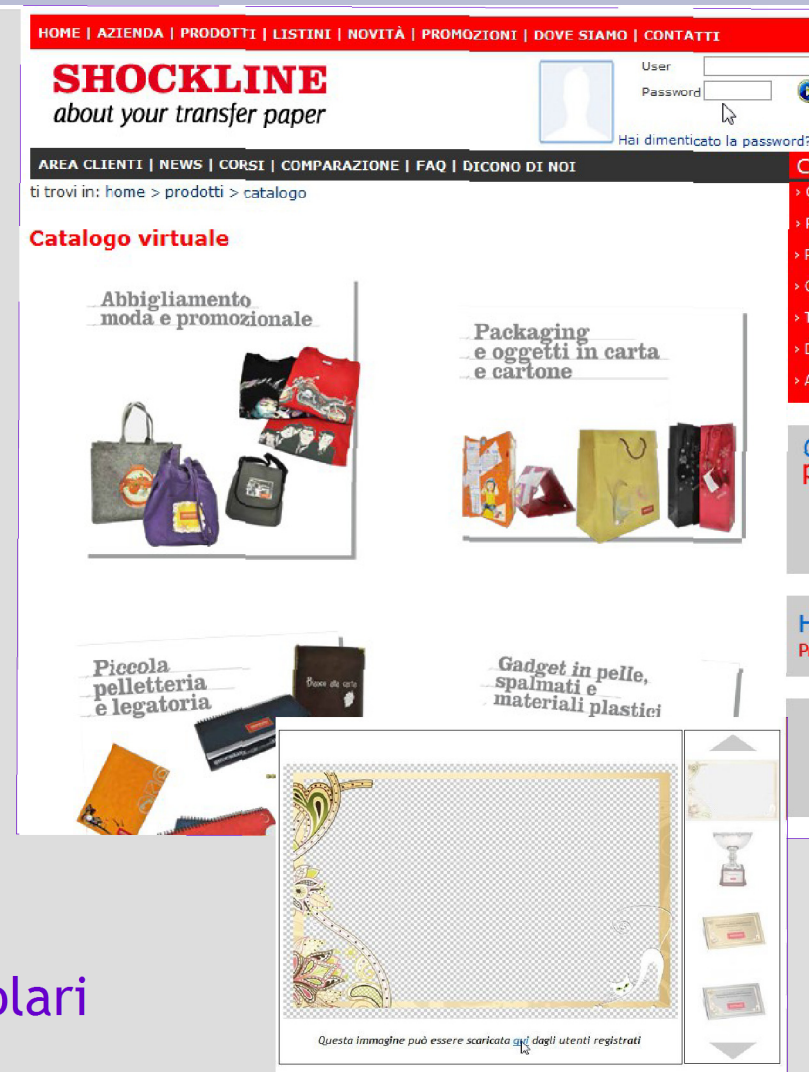 HOME | AZIENDA | PRODOTTI | LISTINI | NOVITÀ | PROMOZIONI | DOVE SIAMO | CONTATTI
SHOCKLINE
about your transfer paper
User
Password
Hai dimenticato la password?
AREA CLIENTI | NEWS | CORSI | COMPARAZIONE | FAQ | DICONO DI NOI
ti trovi in: home > prodotti > catalogo
Catalogo virtuale
Abbigliamento
moda e promozionale
Packaging
e oggetti in carta
e cartone
Piccola
pelletteria
e legatoria
Gadget in pelle,
spalmati e
materiali plastici
Questa immagine può essere scaricata qui dagli utenti registrati
olari